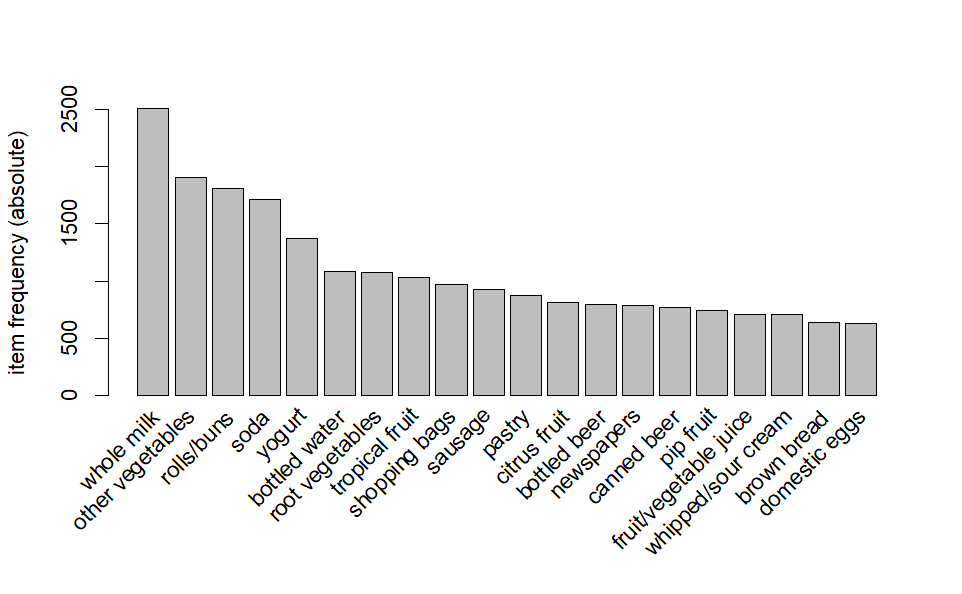 item frequency (absolute)
2500
1500
500
0
whole milk
other vegetables
rolls/buns
soda
yogurt
bottled water
root vegetables
tropical fruit
shopping bags
sausage
pastry
citrus fruit
bottled beer
newspapers
canned beer
pip fruit
fruit/vegetable juice
whipped/sour cream
brown bread
domestic eggs